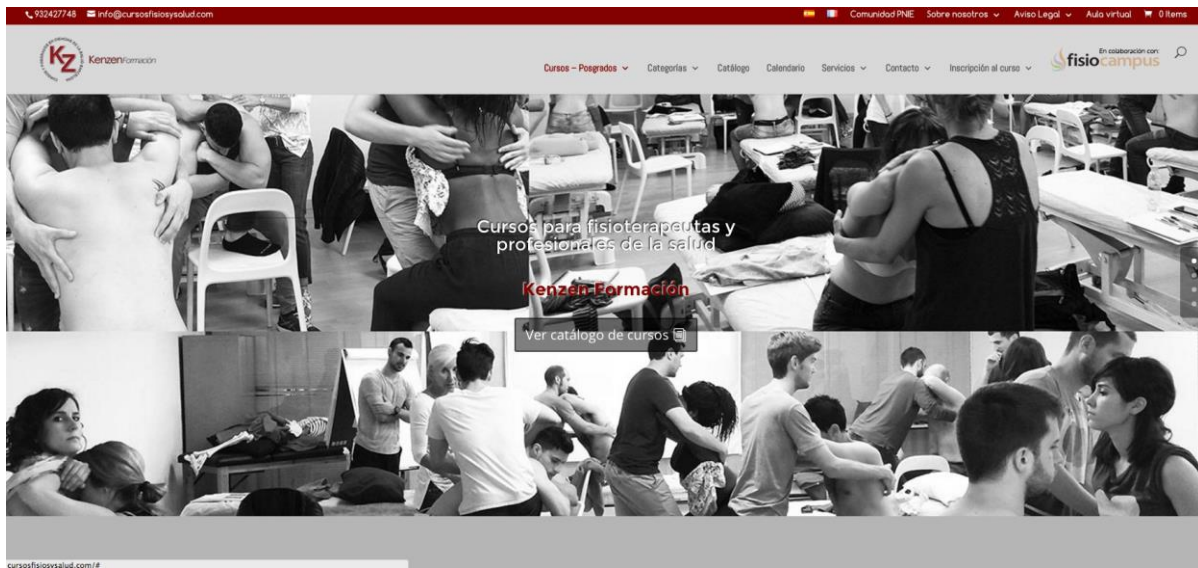 932427748 info@cursosfisiosysalud.com Comunidad PNIE Sobre nosotros Aviso Legal Aula virtual 0 Items
KZ KenzenFormación
Cursos – Posgrados Categorías Catálogo Calendario Servicios Contacto Inscripción al curso
En colaboración con:
fisiocampus
Cursos para fisioterapeutas y
profesionales de la salud
Kenzen Formación
Ver catálogo de cursos
cursosfisiosysalud.com/#